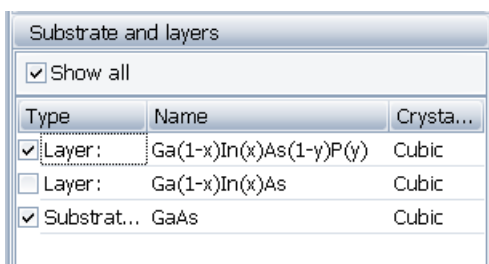 Substrate and layers
Show all
Type Name Crysta...
Layer: Ga(1-x)In(x)As(1-y)P(y) Cubic
Layer: Ga(1-x)In(x)As Cubic
Substrat... GaAs Cubic